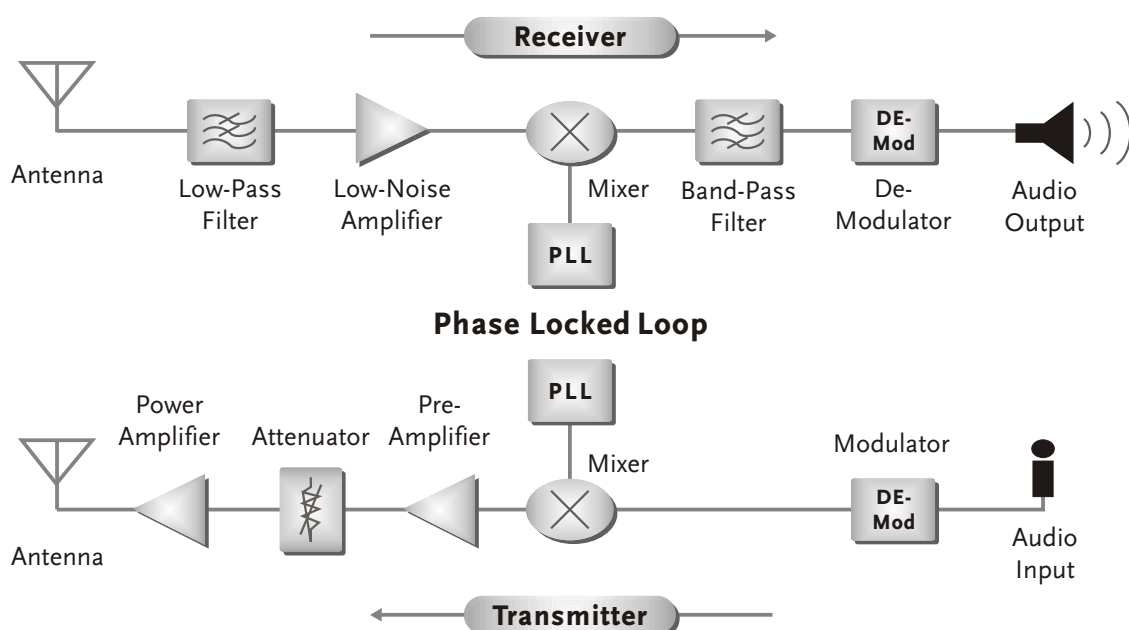 Receiver
Antenna
Low-Pass
Filter
Low-Noise
Amplifier
Mixer
PLL
Band-Pass
Filter
DE-
Mod
De-
Modulator
Audio
Output
Phase Locked Loop
PLL
Power
Amplifier
Attenuator
Pre-
Amplifier
Mixer
Modulator
DE-
Mod
Antenna
Audio
Input
Transmitter